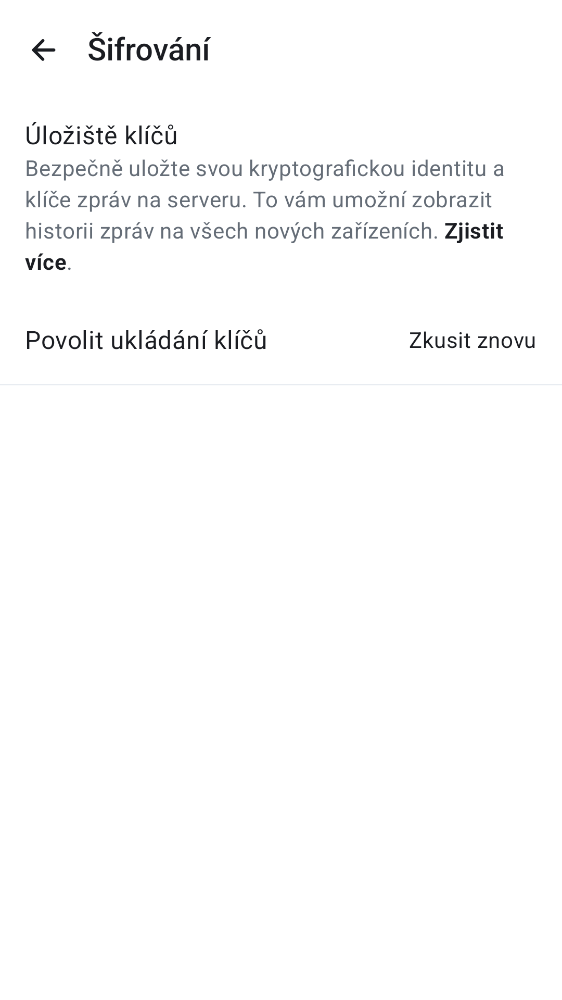 Šifrování
Úložiště klíčů
Bezpečně uložte svou kryptografickou identitu a
klíče zpráv na serveru. To vám umožní zobrazit
historii zpráv na všech nových zařízeních. Zjistit
více.
Povolit ukládání klíčů Zkusit znovu